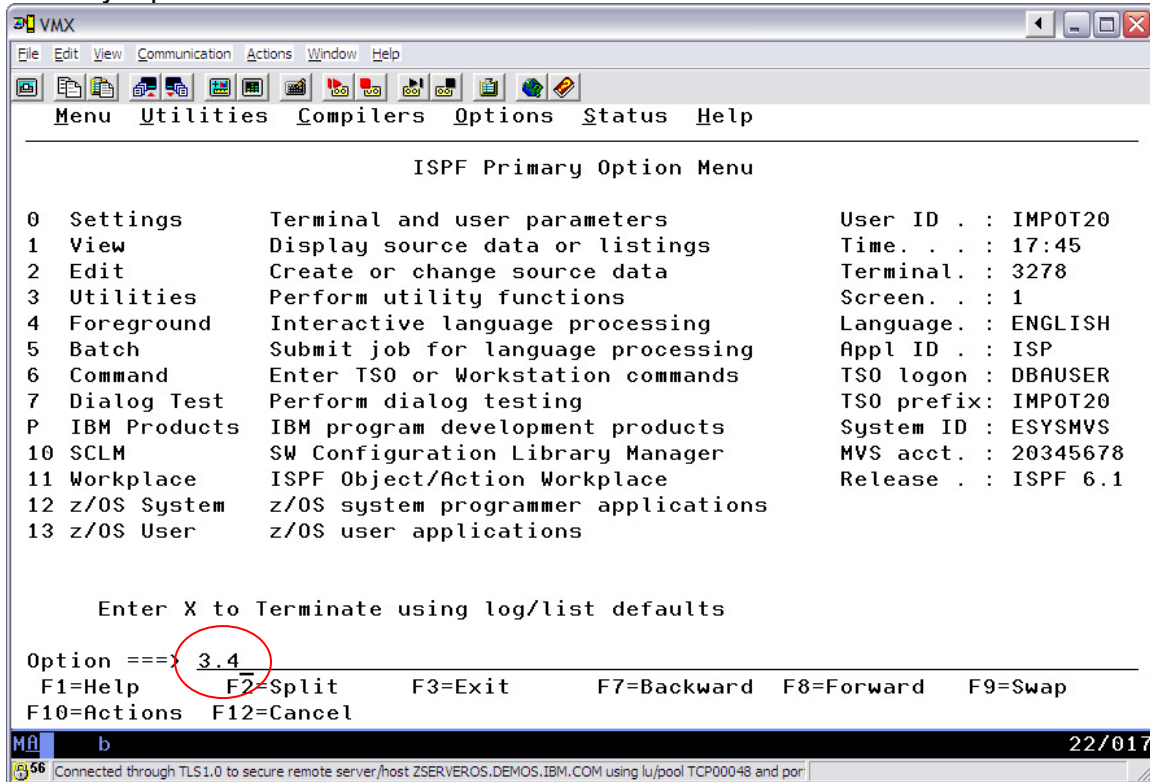 VMX
File Edit View Communication Actions Window Help
Menu Utilities Compilers Options Status Help
ISPF Primary Option Menu
0 Settings Terminal and user parameters User ID . : IMPOT20
1 View Display source data or listings Time. . . : 17:45
2 Edit Create or change source data Terminal. : 3278
3 Utilities Perform utility functions Screen. . : 1
4 Foreground Interactive language processing Language. : ENGLISH
5 Batch Submit job for language processing Appl ID . : ISP
6 Command Enter TSO or Workstation commands TSO logon : DBAUSER
7 Dialog Test Perform dialog testing TSO prefix: IMPOT20
P IBM Products IBM program development products System ID : ESYSMVS
10 SCLM SW Configuration Library Manager MVS acct. : 20345678
11 Workplace ISPF Object/Action Workplace Release . : ISPF 6.1
12 z/OS System z/OS system programmer applications
13 z/OS User z/OS user applications
Enter X to Terminate using log/list defaults
Option ===> 3.4
F1=Help F2=Split F3=Exit F7=Backward F8=Forward F9=Swap
F10=Actions F12=Cancel
MA b 22/017
56 Connected through TLS1.0 to secure remote server/host ZSERVEROS.DEMOS.IBM.COM using lu/pool TCP00048 and por